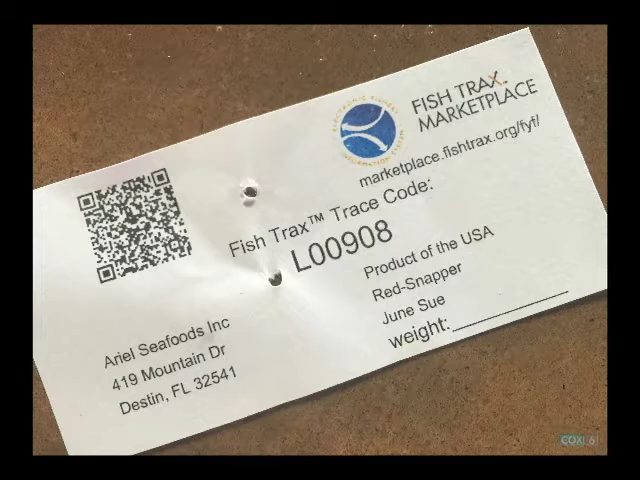 FISH TRAX™
MARKETPLACE
marketplace.fishtrax.org/fyf/
Fish Trax™ Trace Code:
L00908
Product of the USA
Red-Snapper
June Sue
weight:
Ariel Seafoods Inc
419 Mountain Dr
Destin, FL 32541